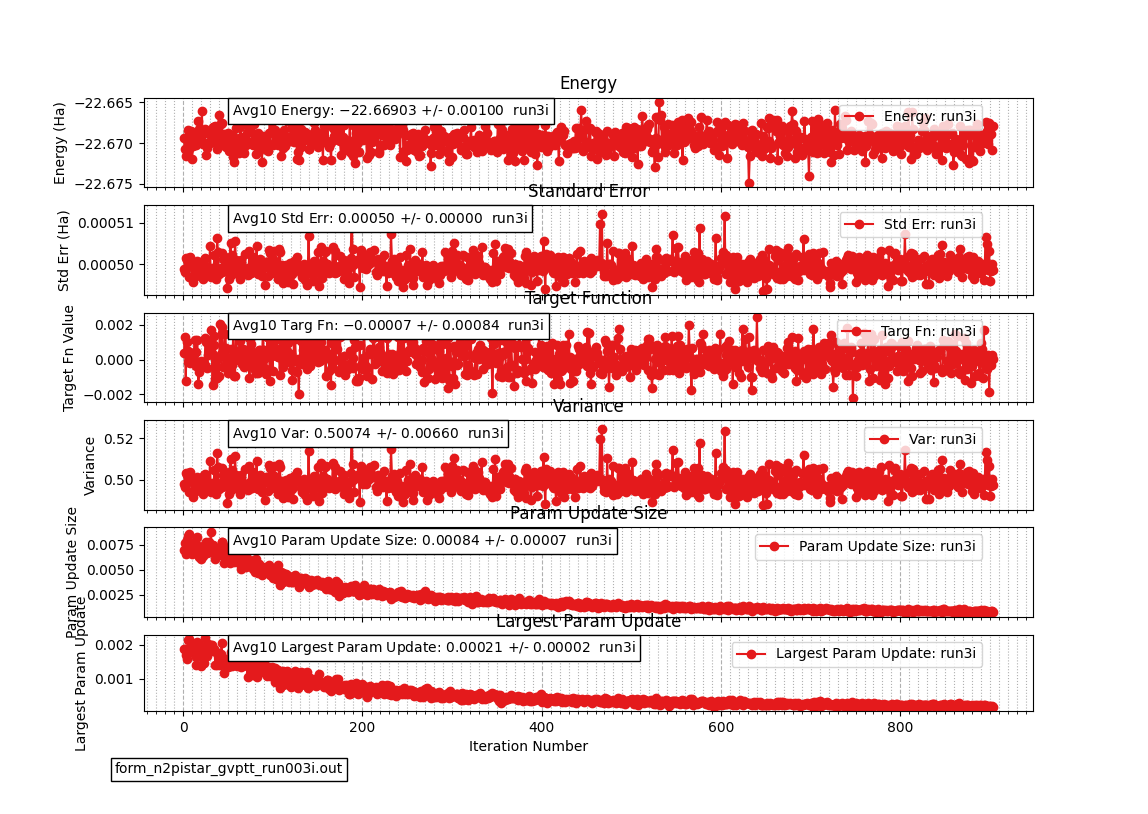 Energy
Energy (Ha)
−22.665
−22.670
−22.675
Avg10 Energy: −22.66903 +/- 0.00100 run3i
Energy: run3i
Standard Error
Std Err (Ha)
0.00051
0.00050
Avg10 Std Err: 0.00050 +/- 0.00000 run3i
Std Err: run3i
Target Function
Target Fn Value
0.002
0.000
−0.002
Avg10 Targ Fn: −0.00007 +/- 0.00084 run3i
Targ Fn: run3i
Variance
Variance
0.52
0.50
Avg10 Var: 0.50074 +/- 0.00660 run3i
Var: run3i
Param Update Size
Param Update Size
0.0075
0.0050
0.0025
Avg10 Param Update Size: 0.00084 +/- 0.00007 run3i
Param Update Size: run3i
Largest Param Update
Largest Param Update
0.002
0.001
Avg10 Largest Param Update: 0.00021 +/- 0.00002 run3i
Largest Param Update: run3i
0 200 400 600 800
Iteration Number
form_n2pistar_gvptt_run003i.out